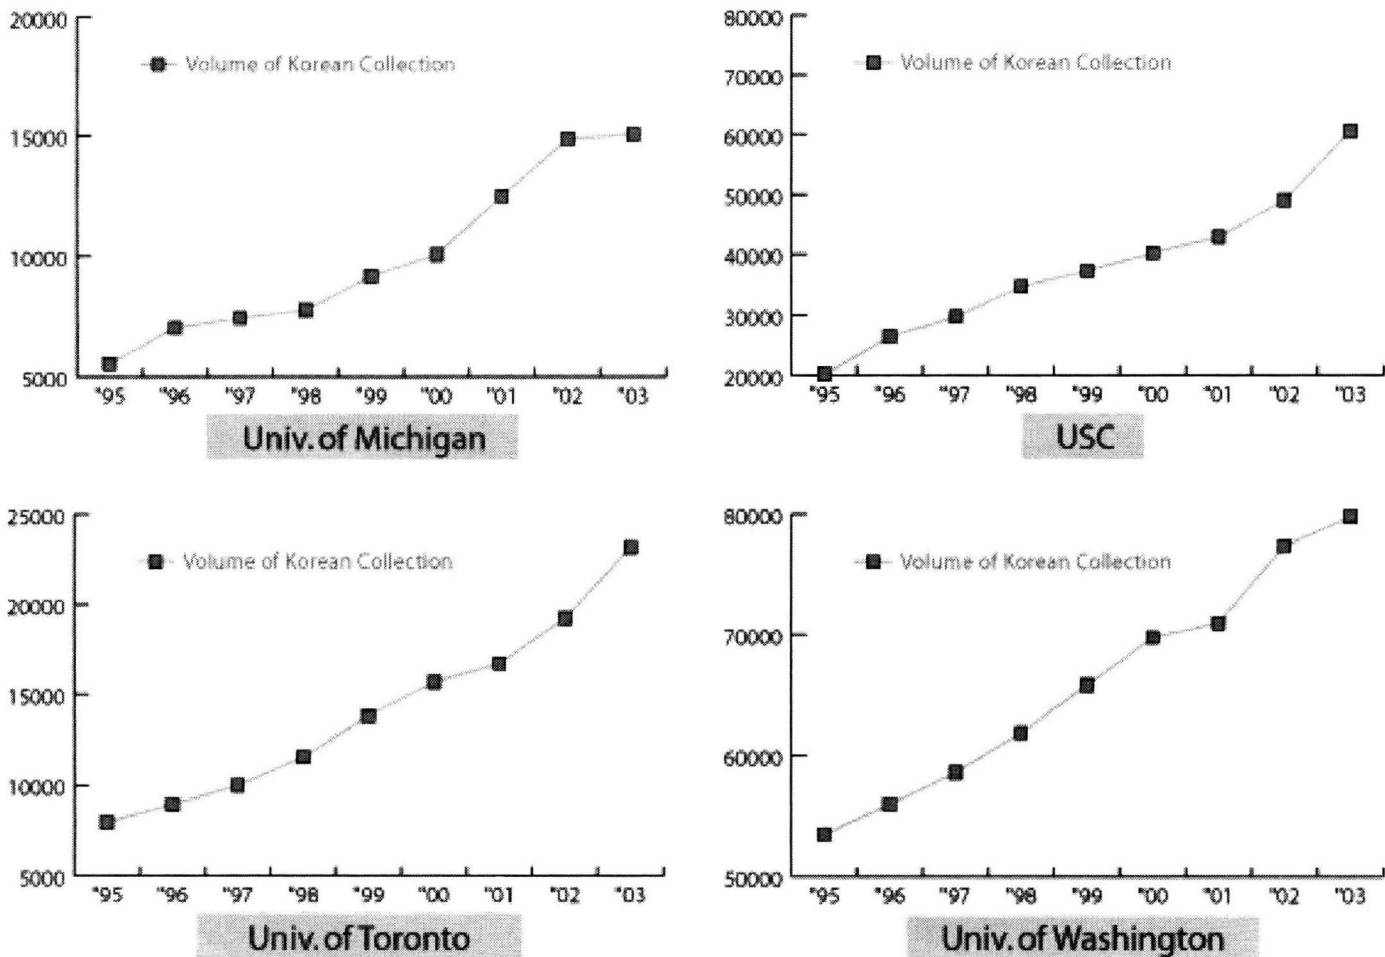 20000
Volume of Korean Collection
15000
10000
5000
"95 "96 "97 "98 "99 "00 "01 "02 "03
Univ. of Michigan
80000
70000
Volume of Korean Collection
60000
50000
40000
30000
20000
"95 "96 "97 "98 "99 "00 "01 "02 "03
USC
25000
Volume of Korean Collection
20000
15000
10000
5000
"95 "96 "97 "98 "99 "00 "01 "02 "03
Univ. of Toronto
80000
Volume of Korean Collection
70000
60000
50000
"95 "96 "97 "98 "99 "00 "01 "02 "03
Univ. of Washington